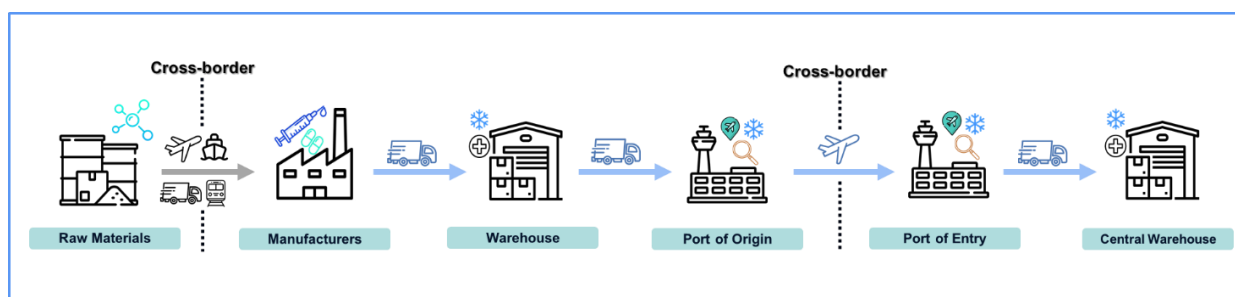 Cross-border
Cross-border
Raw Materials
Manufacturers
Warehouse
Port of Origin
Port of Entry
Central Warehouse